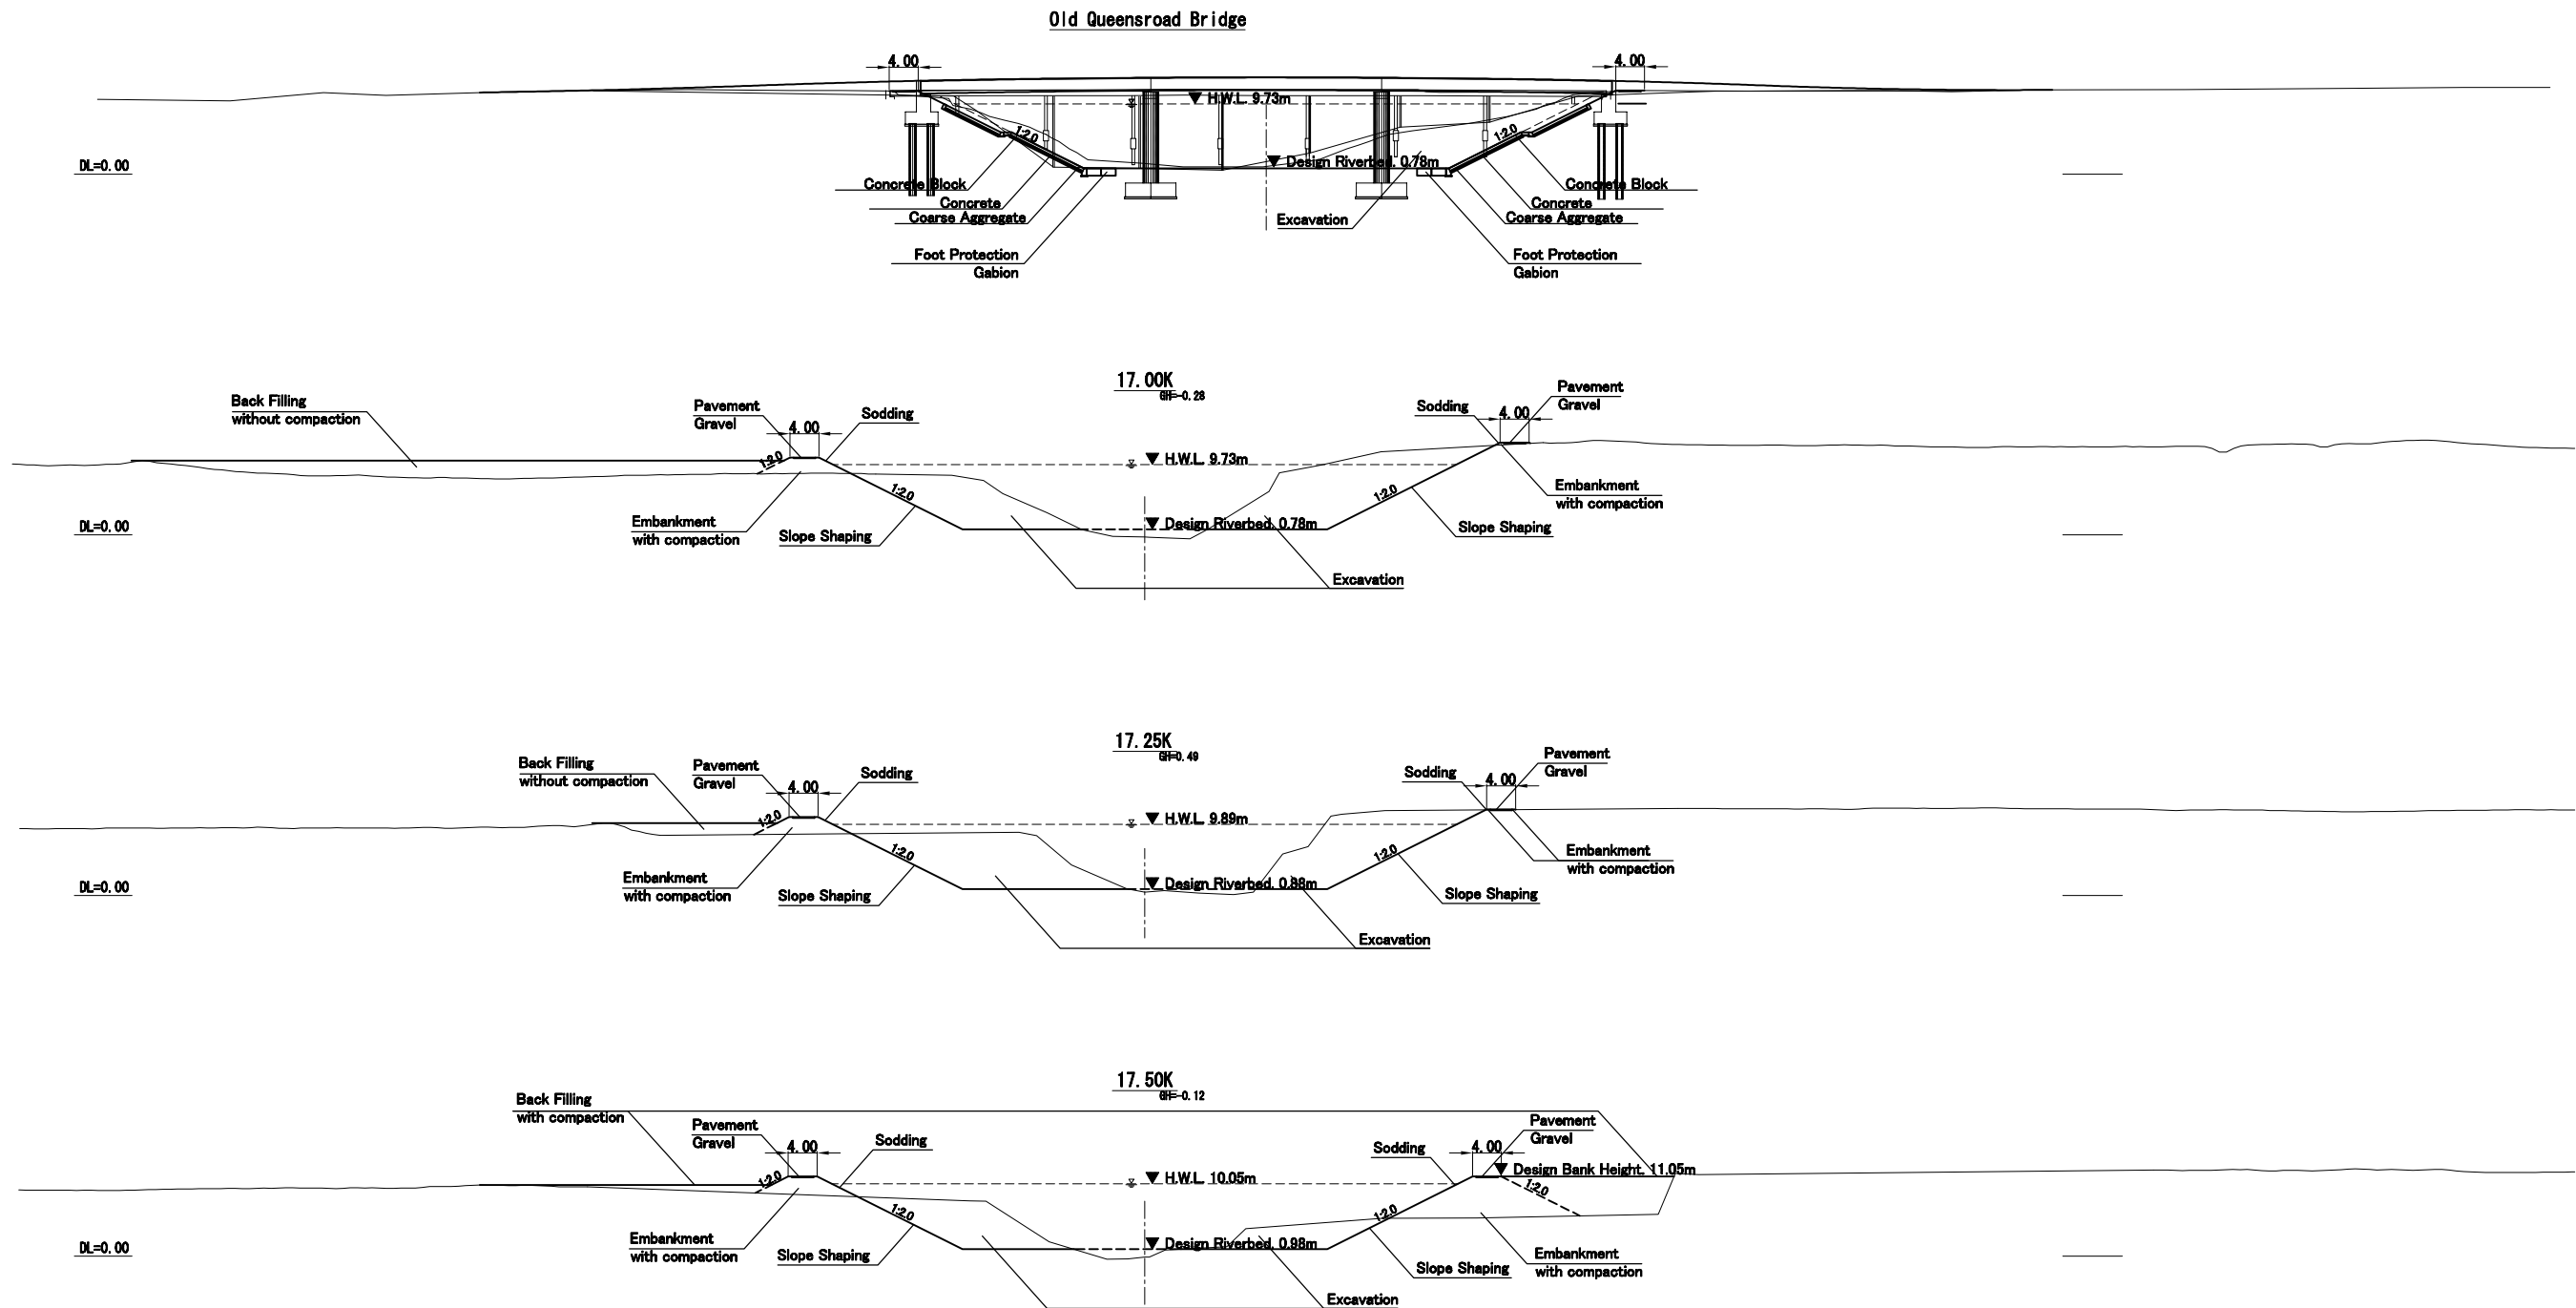 Old Queensroad Bridge
4.00
4.00
H.W.L. 9.73m
1:2.0
1:2.0
DL=0.00
Design Riverbed. 0.78m
Concrete Block
Concrete Block
Concrete
Concrete
Coarse Aggregate
Excavation
Coarse Aggregate
Foot Protection
Gabion
Foot Protection
Gabion
17.00K
GH=-0.28
Back Filling
without compaction
Pavement
Gravel
Sodding
4.00
Sodding
4.00
Pavement
Gravel
1:2.0
H.W.L. 9.73m
1:2.0
1:2.0
Embankment
with compaction
DL=0.00
Embankment
with compaction
Slope Shaping
Design Riverbed. 0.78m
Slope Shaping
Excavation
17.25K
GH=0.49
Back Filling
without compaction
Pavement
Gravel
Sodding
4.00
Sodding
4.00
Pavement
Gravel
1:2.0
H.W.L. 9.89m
1:2.0
1:2.0
Embankment
with compaction
DL=0.00
Embankment
with compaction
Slope Shaping
Design Riverbed. 0.88m
Slope Shaping
Excavation
17.50K
GH=-0.12
Back Filling
with compaction
Pavement
Gravel
Sodding
4.00
Sodding
4.00
Pavement
Gravel
1:2.0
H.W.L. 10.05m
Design Bank Height. 11.05m
1:2.0
1:2.0
1:2.0
DL=0.00
Embankment
with compaction
Slope Shaping
Design Riverbed. 0.98m
Slope Shaping
Embankment
with compaction
Excavation